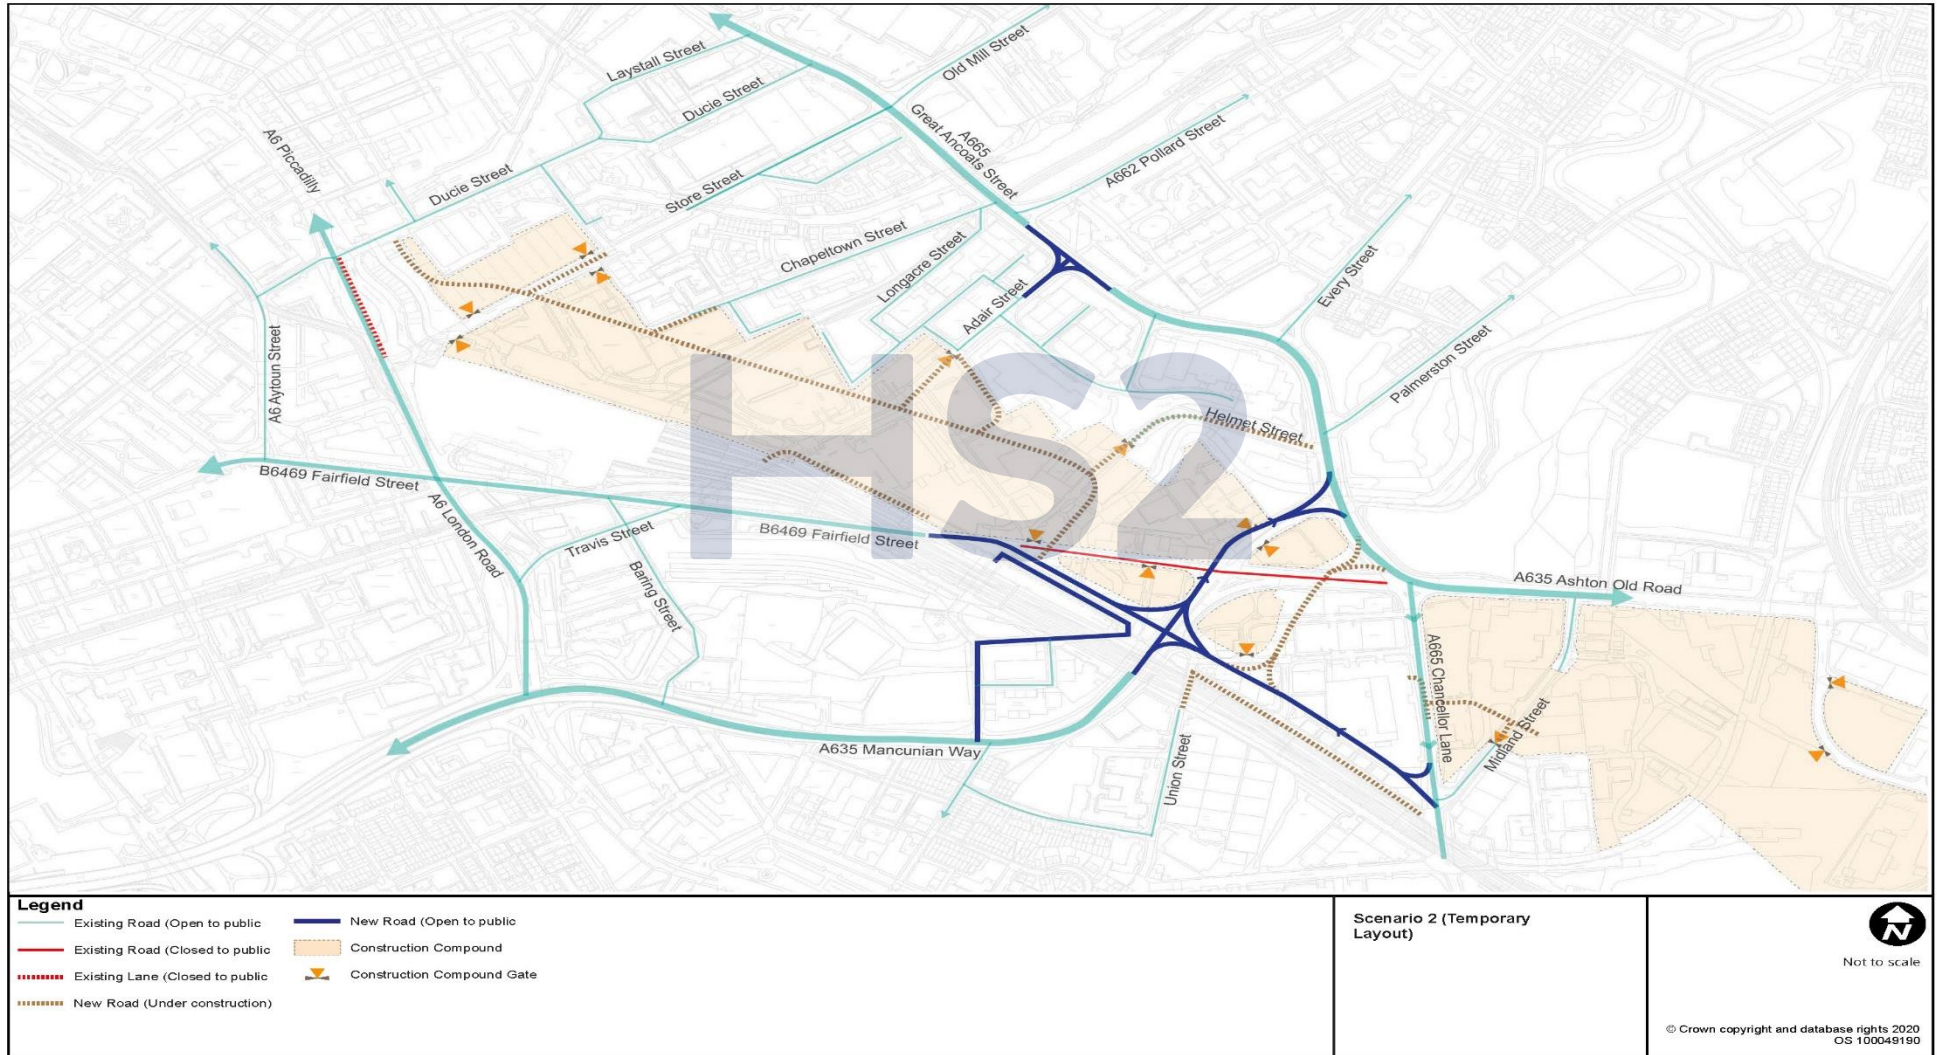 Laystall Street
Old Mill Street
Ducie Street
A665
Great Ancoats Street
A6 Piccadilly
A662 Pollard Street
Ducie Street
Store Street
Chapeltown Street
Longacre Street
Every Street
Adair Street
A6 Aytoun Street
Palmerston Street
HS2
Helmet Street
B6469 Fairfield Street
A6 London Road
B6469 Fairfield Street
Travis Street
Baring Street
A635 Ashton Old Road
A665 Chancellor Lane
Midland Street
A635 Mancunian Way
Union Street
Legend
Existing Road (Open to public
Existing Road (Closed to public
Existing Lane (Closed to public
New Road (Under construction)
New Road (Open to public
Construction Compound
Construction Compound Gate
Scenario 2 (Temporary
Layout)
N
Not to scale
© Crown copyright and database rights 2020
OS 100049190